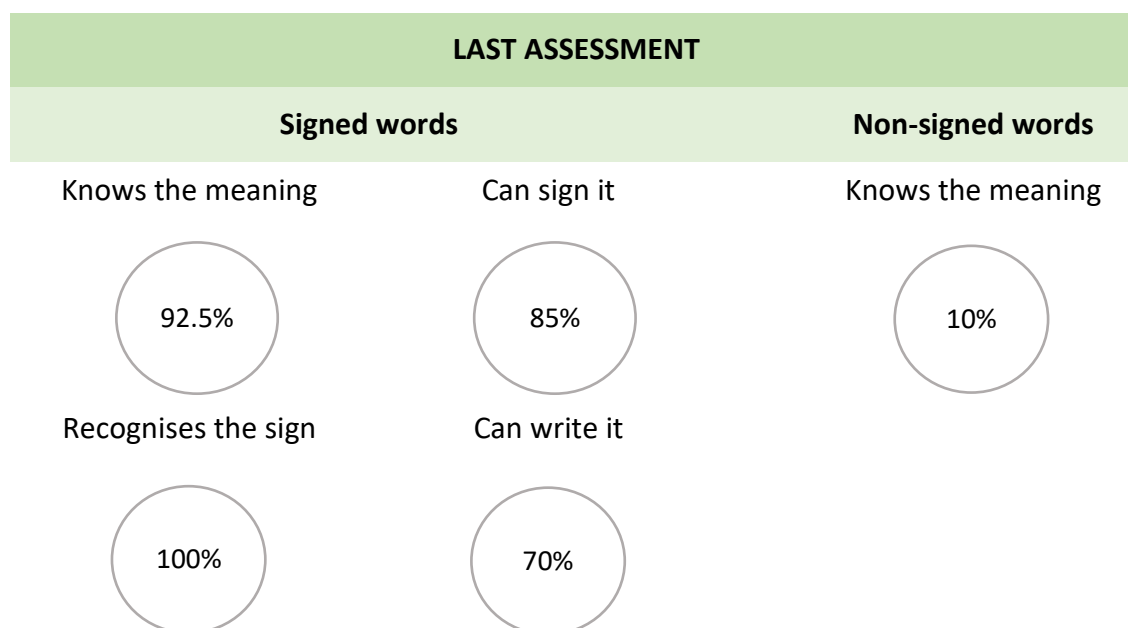 LAST ASSESSMENT
Signed words Non-signed words
Knows the meaning Can sign it Knows the meaning
92.5% 85% 10%
Recognises the sign Can write it
100% 70%